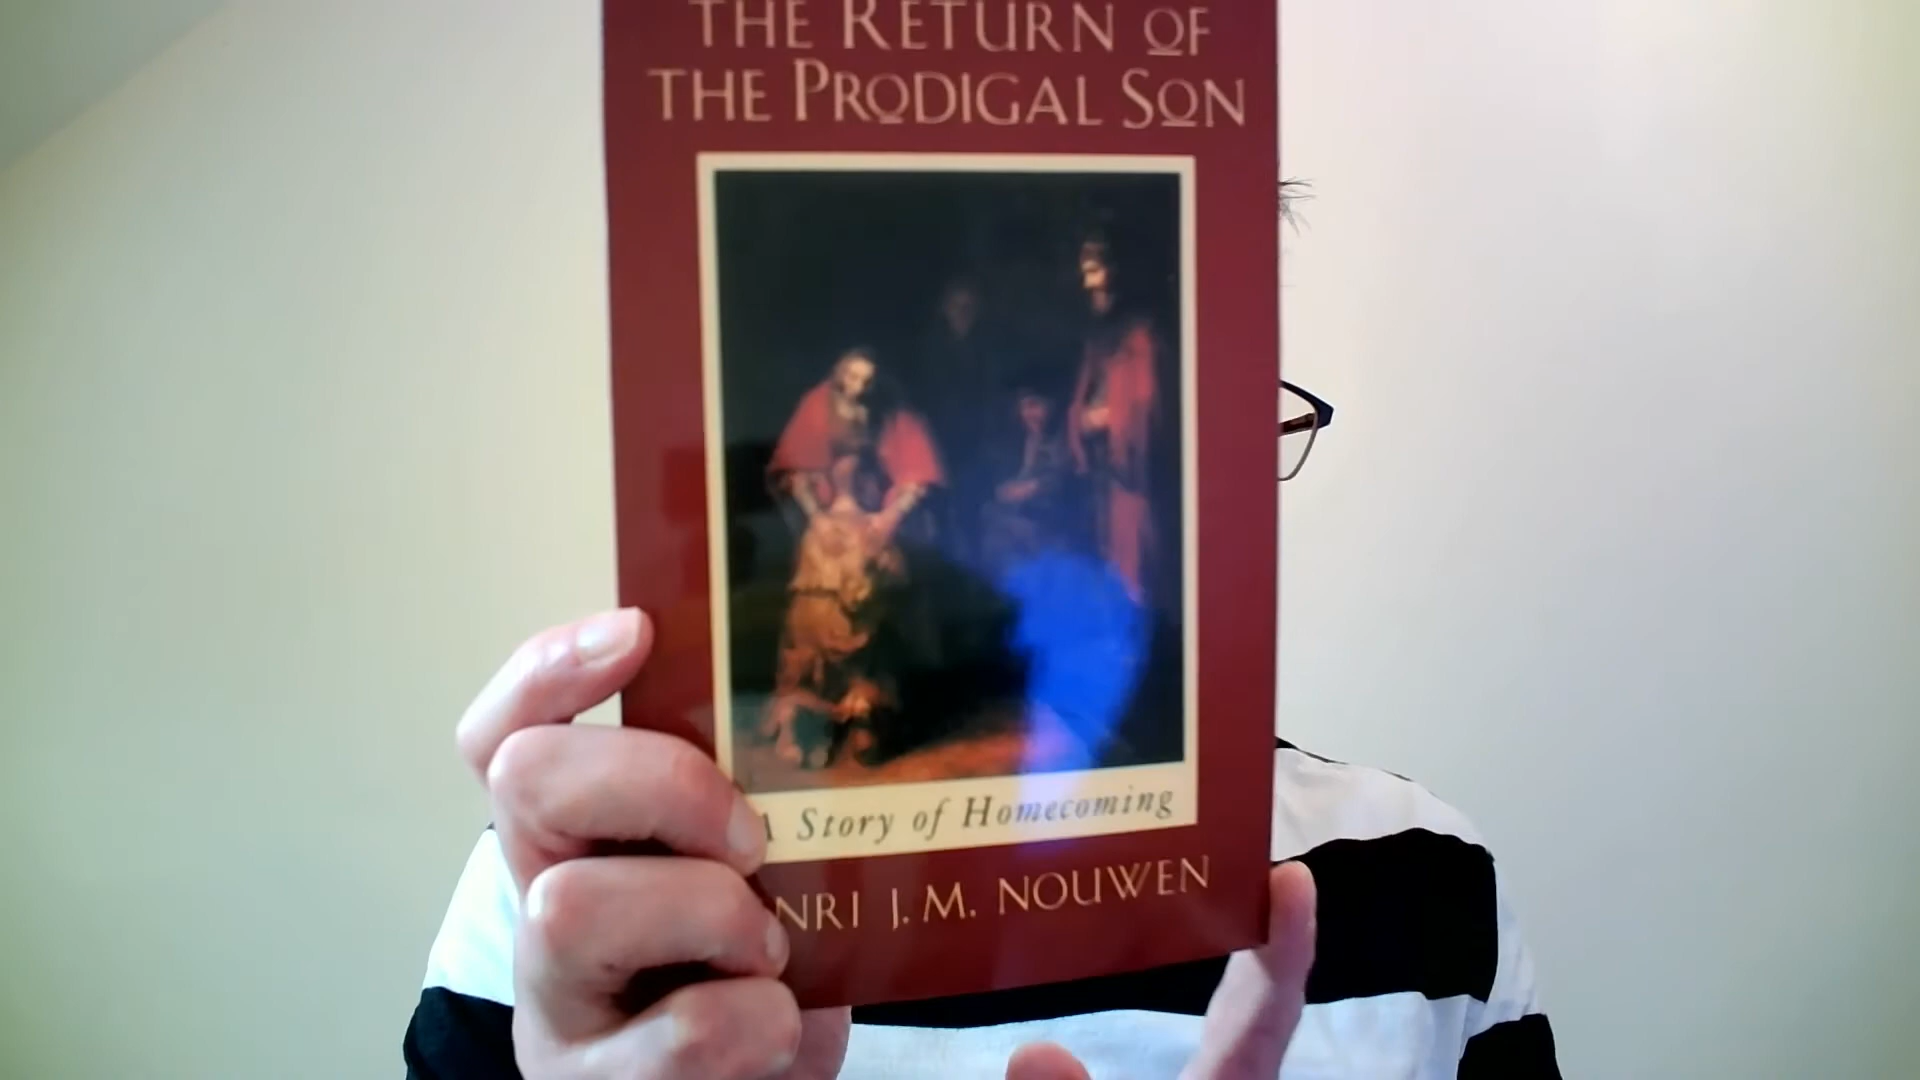 THE RETURN OF
THE PRODIGAL SON
A Story of Homecoming
NRI J.M. NOUWEN